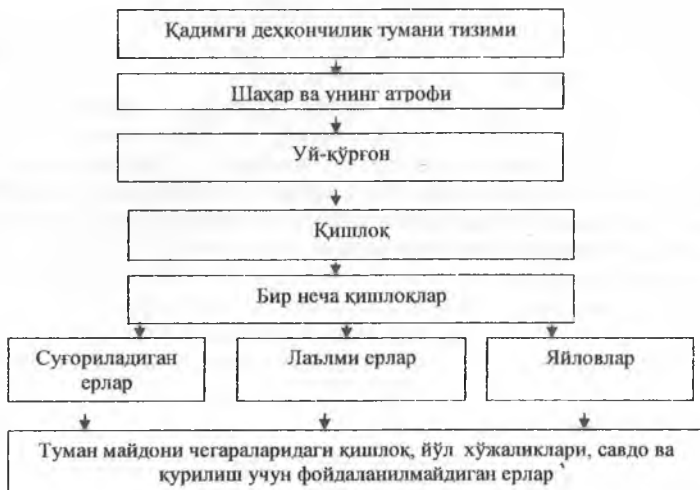 Қадимги деҳқончилик тумани тизими
Шаҳар ва унинг атрофи
Уй-қўрғон
Қишлоқ
Бир неча қишлоқлар
Суғориладиган
ерлар
Лаълми ерлар
Яйловлар
Туман майдони чегараларидаги қишлоқ, йўл хўжаликлари, савдо ва
қурилиш учун фойдаланилмайдиган ерлар